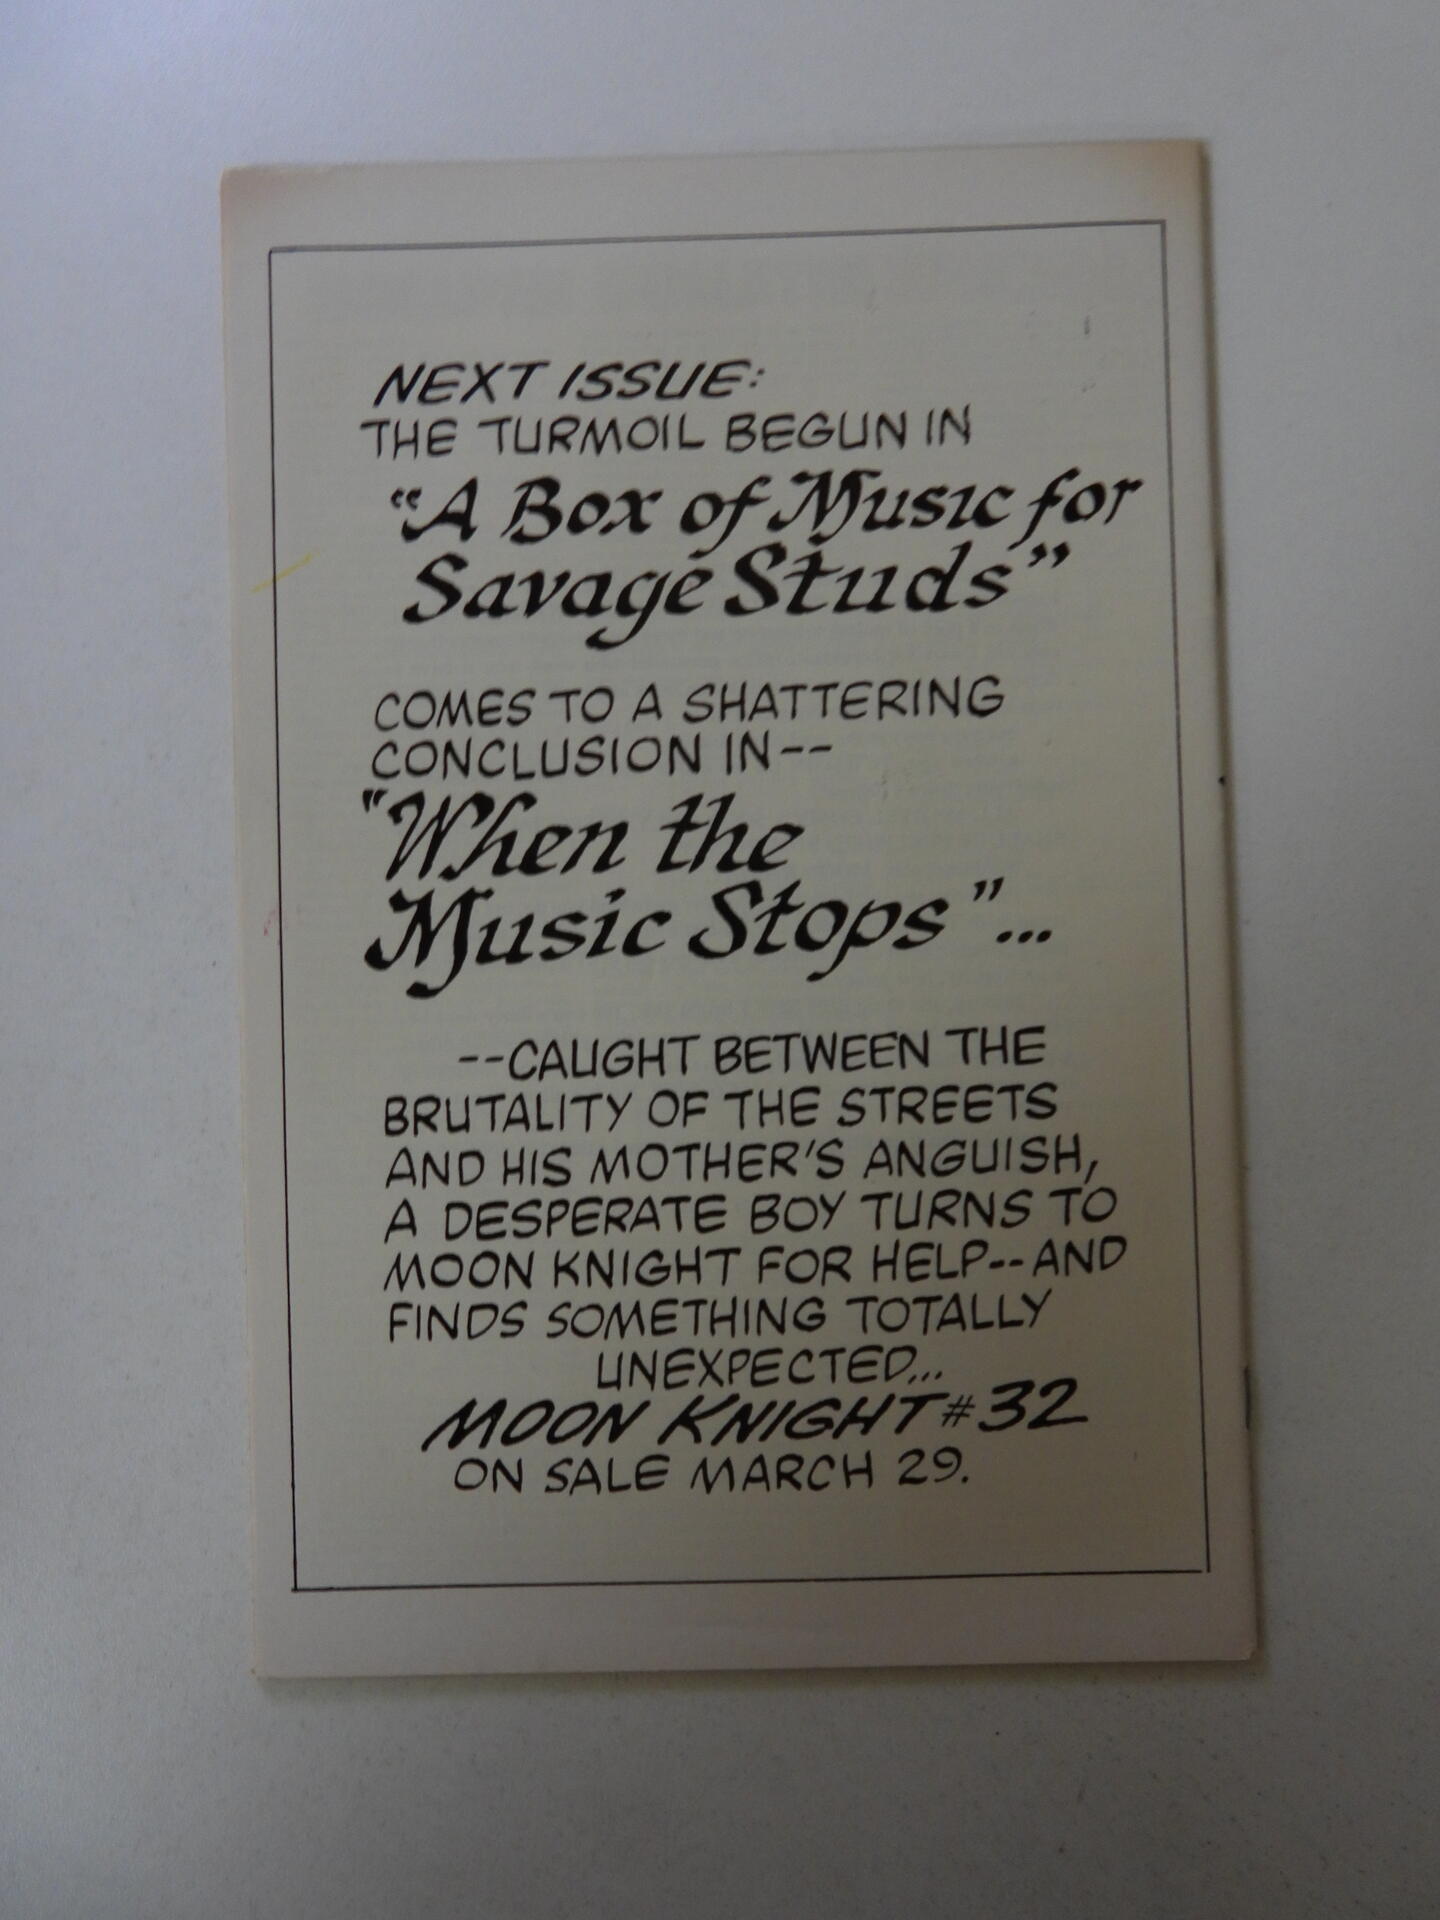 NEXT ISSUE:
THE TURMOIL BEGUN IN
"A Box of Music for
Savage Studs"
COMES TO A SHATTERING
CONCLUSION IN--
"When the
Music Stops"...
--CAUGHT BETWEEN THE
BRUTALITY OF THE STREETS
AND HIS MOTHER'S ANGUISH,
A DESPERATE BOY TURNS TO
MOON KNIGHT FOR HELP--AND
FINDS SOMETHING TOTALLY
UNEXPECTED...
MOON KNIGHT #32
ON SALE MARCH 29.